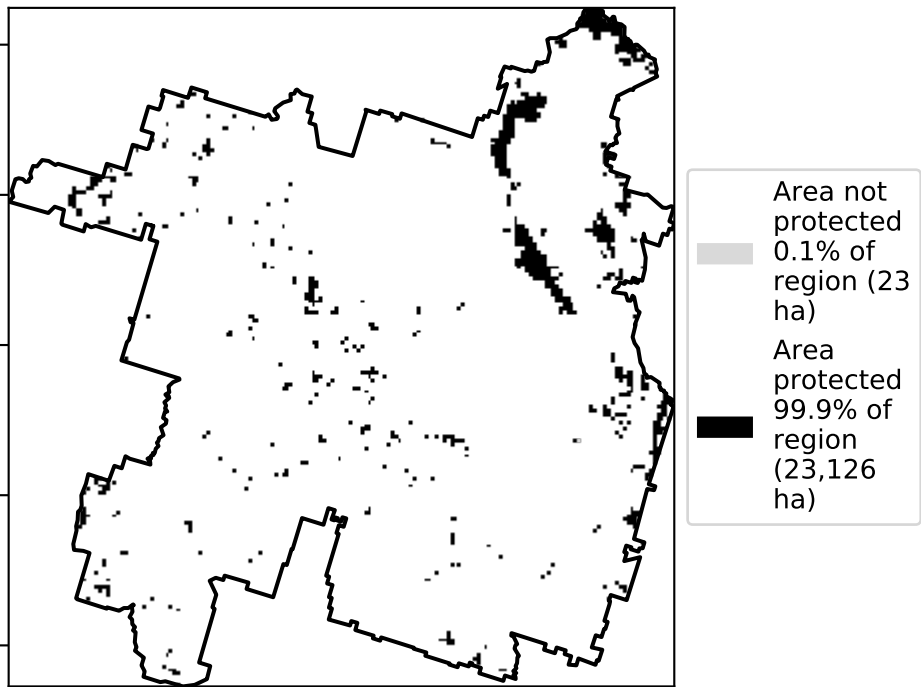 Area not
protected
0.1% of
region (23
ha)
Area
protected
99.9% of
region
(23,126
ha)